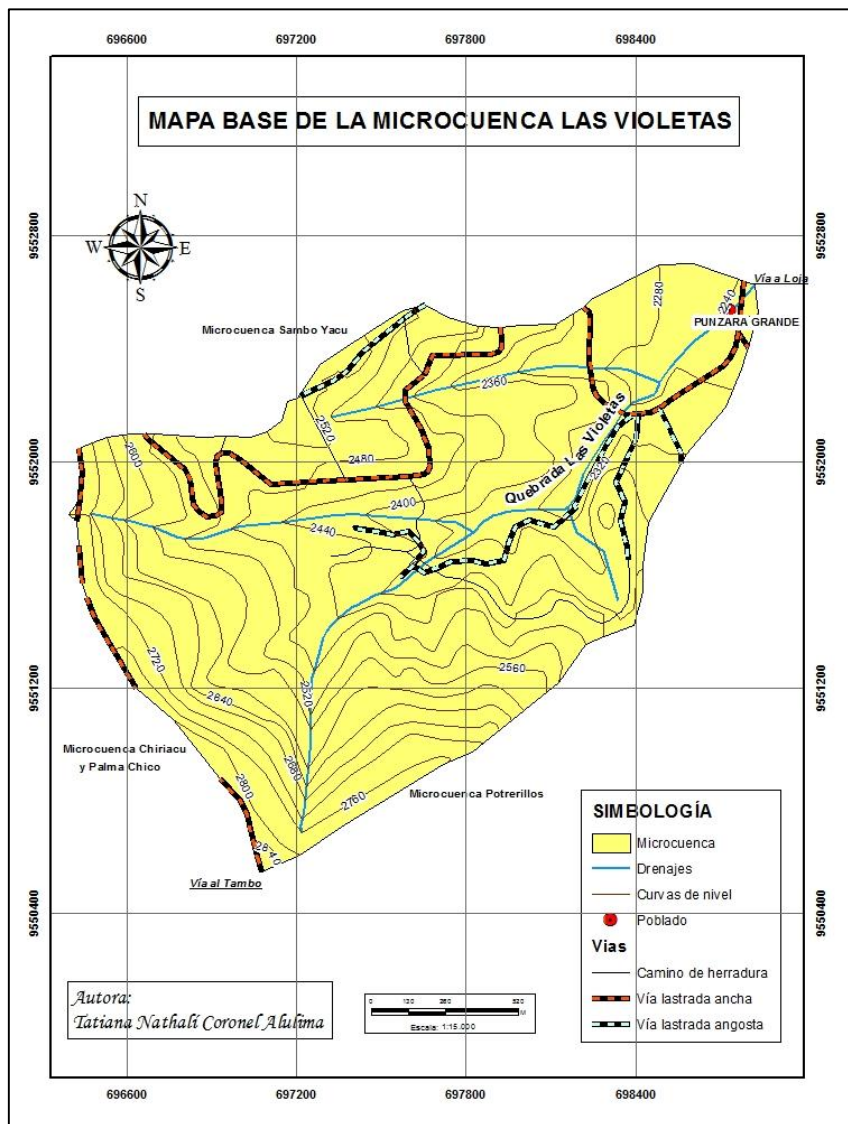 696600 697200 697800 698400
MAPA BASE DE LA MICROCUENCA LAS VIOLETAS
N
W E
S
9552800 9552800
Vía a Loja
2280
2240
PUNZARA GRANDE
Microcuenca Sambo Yacu
2360
2520
Quebrada Las Violetas
2600
2480
2320
9552000 9552000
2400
2440
2720
2560
2640
2520
9551200 9551200
Microcuenca Chiriacu
y Palma Chico
2680
2800
2760
Microcuenca Potrerillos
2840
Vía al Tambo
9550400 9550400
SIMBOLOGÍA
Microcuenca
Drenajes
Curvas de nivel
Poblado
Vias
Camino de herradura
Vía lastrada ancha
Vía lastrada angosta
Autora:
Tatiana Nathalí Coronel Alulima
0 M
Escala: 1:15.000
696600 697200 697800 698400